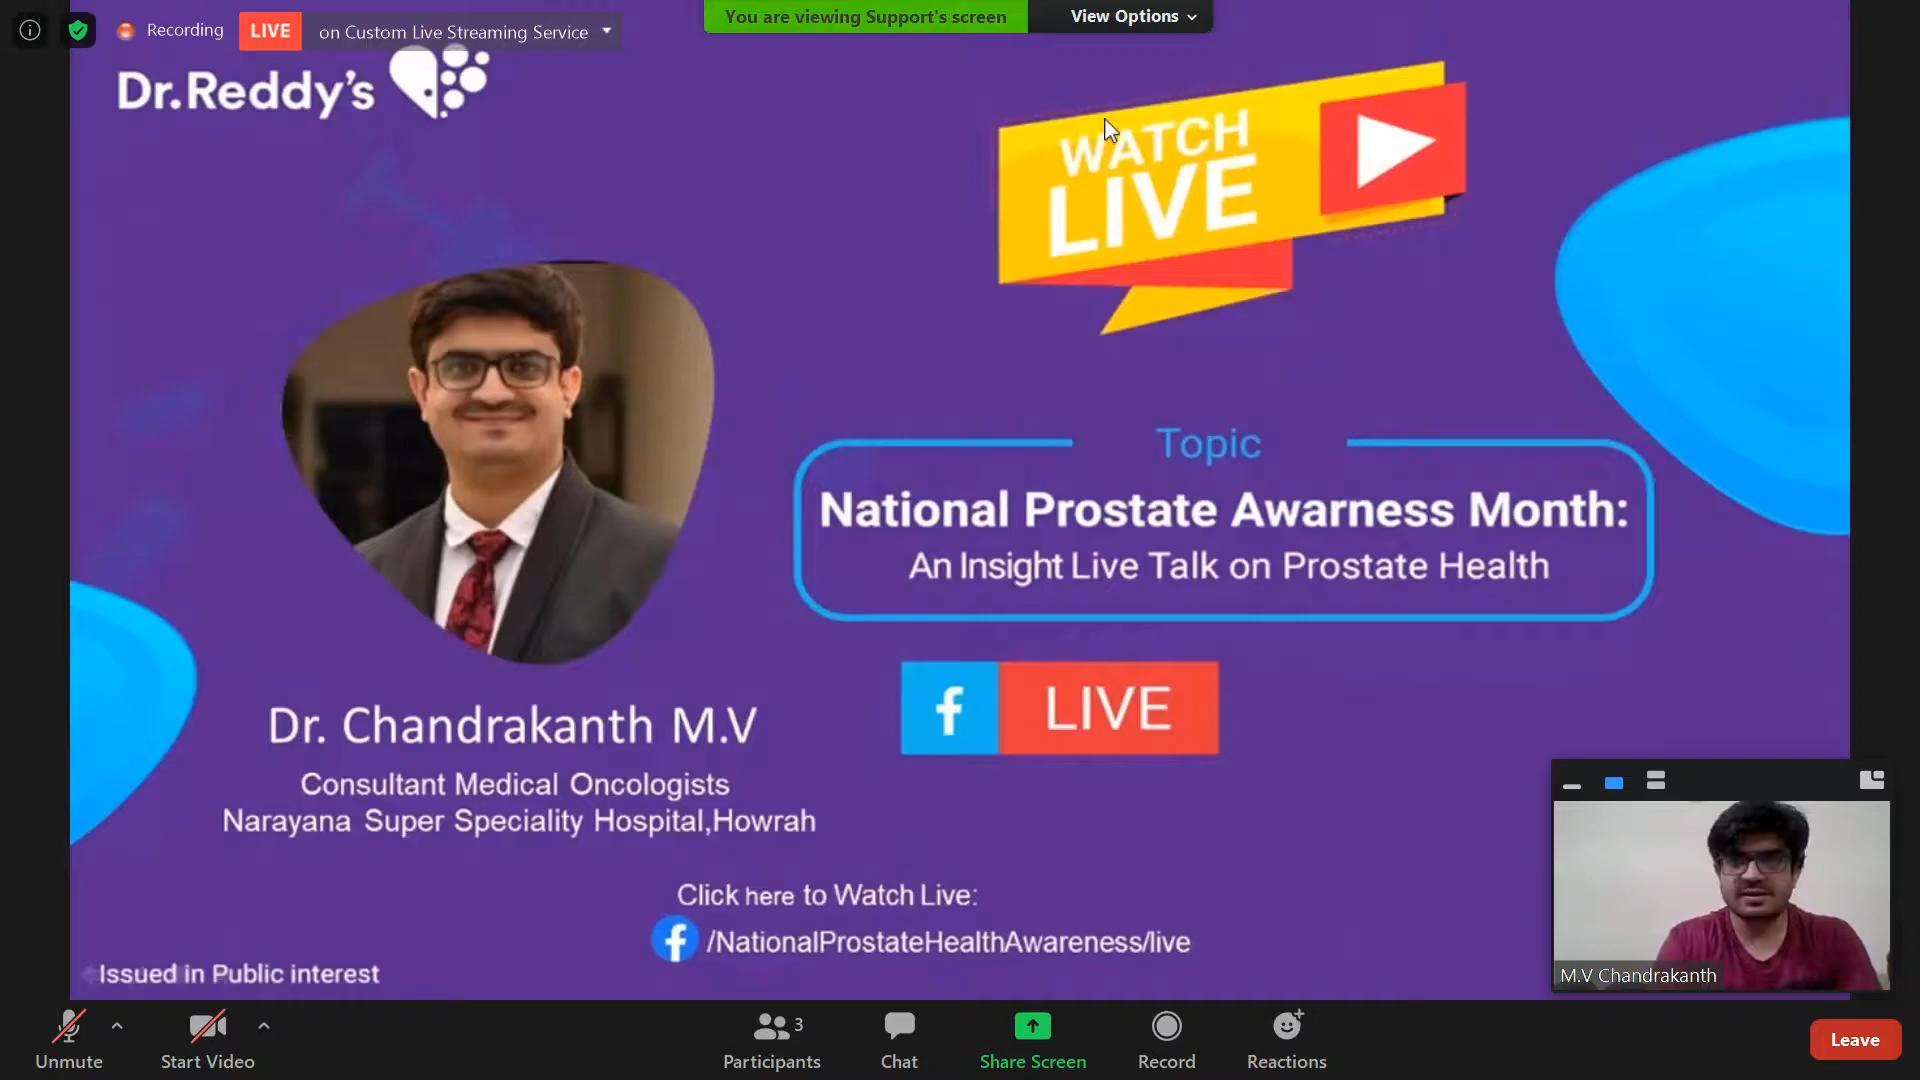 Recording
LIVE
on Custom Live Streaming Service
You are viewing Support's screen
View Options
Dr.Reddy's
WATCH
LIVE
Topic
National Prostate Awarness Month:
An Insight Live Talk on Prostate Health
f LIVE
Dr. Chandrakanth M.V
Consultant Medical Oncologists
Narayana Super Speciality Hospital,Howrah
Click here to Watch Live:
f /NationalProstateHealthAwareness/live
Issued in Public interest
M.V Chandrakanth
Unmute
Start Video
3
Participants
Chat
Share Screen
Record
Reactions
Leave